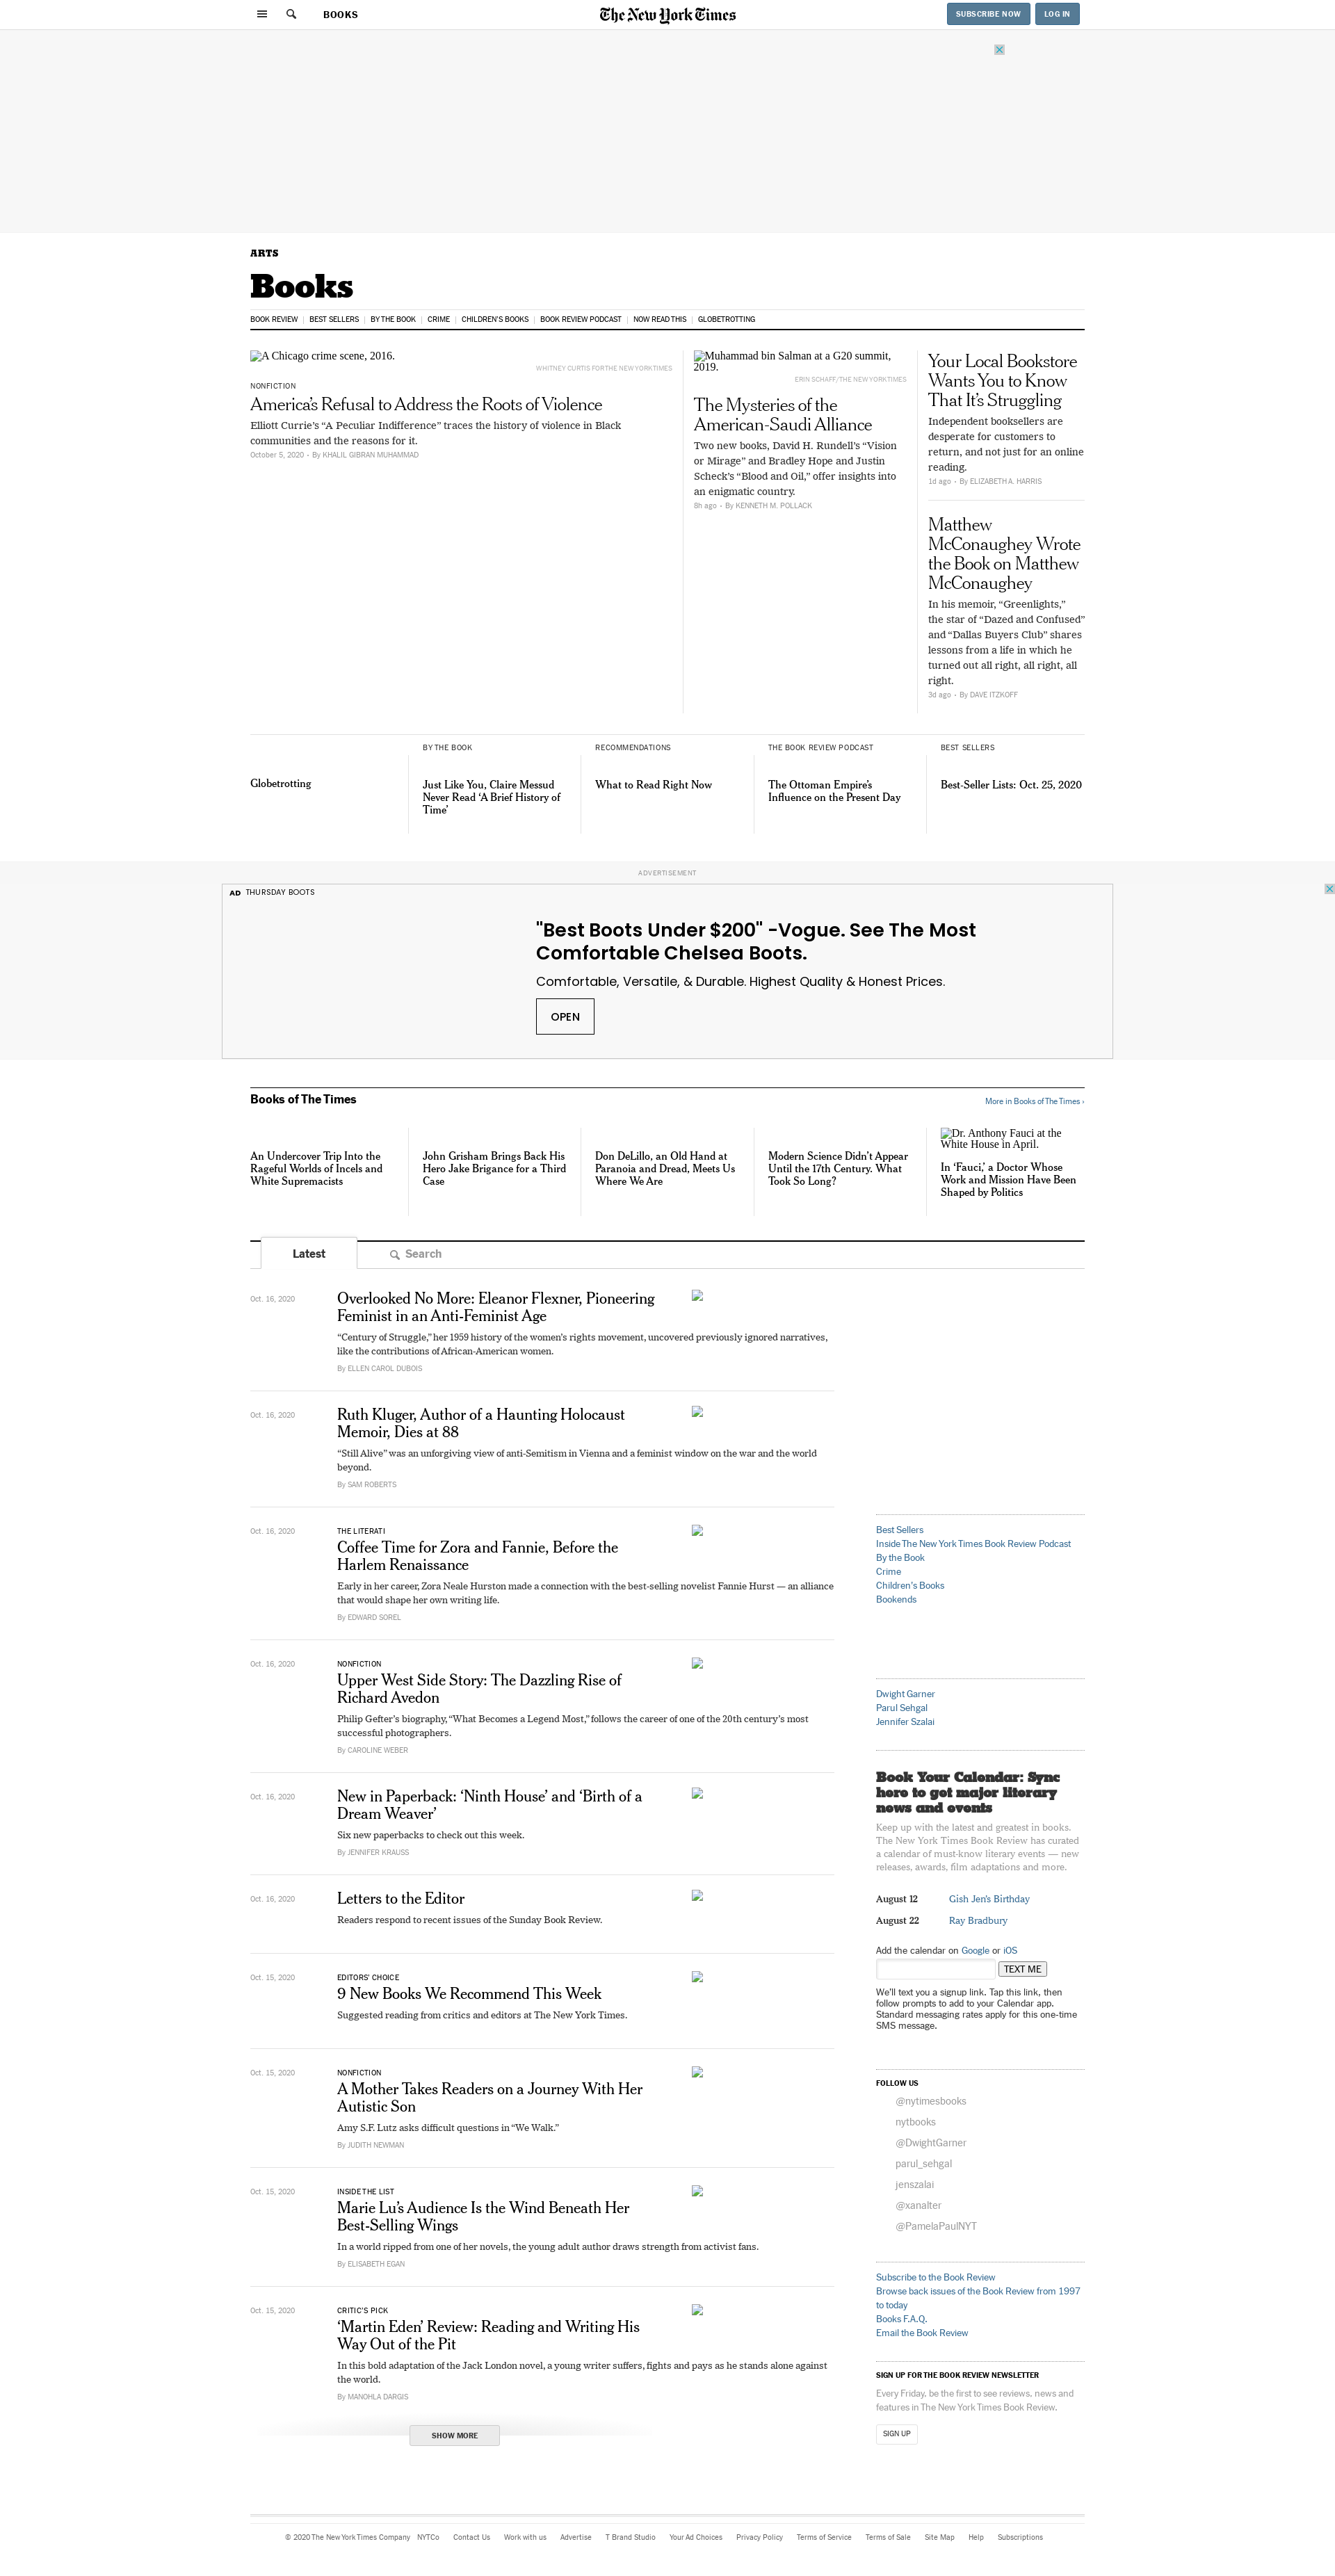 BOOKS
The New York Times
SUBSCRIBE NOW
LOG IN
ARTS
Books
BOOK REVIEW
BEST SELLERS
BY THE BOOK
CRIME
CHILDREN'S BOOKS
BOOK REVIEW PODCAST
NOW READ THIS
GLOBETROTTING
A Chicago crime scene, 2016.
WHITNEY CURTIS FOR THE NEW YORK TIMES
NONFICTION
America's Refusal to Address the Roots of Violence
Elliott Currie's “A Peculiar Indifference” traces the history of violence in Black
communities and the reasons for it.
October 5, 2020 - By KHALIL GIBRAN MUHAMMAD
Muhammad bin Salman at a G20 summit,
2019.
ERIN SCHAFF/THE NEW YORK TIMES
The Mysteries of the
American-Saudi Alliance
Two new books, David H. Rundell's “Vision
or Mirage” and Bradley Hope and Justin
Scheck's “Blood and Oil,” offer insights into
an enigmatic country.
8h ago - By KENNETH M. POLLACK
Your Local Bookstore
Wants You to Know
That It's Struggling
Independent booksellers are
desperate for customers to
return, and not just for an online
reading.
1d ago - By ELIZABETH A. HARRIS
Matthew
McConaughey Wrote
the Book on Matthew
McConaughey
In his memoir, “Greenlights,”
the star of “Dazed and Confused”
and “Dallas Buyers Club” shares
lessons from a life in which he
turned out all right, all right, all
right.
3d ago - By DAVE ITZKOFF
Globetrotting
BY THE BOOK
Just Like You, Claire Messud
Never Read ‘A Brief History of
Time’
RECOMMENDATIONS
What to Read Right Now
THE BOOK REVIEW PODCAST
The Ottoman Empire's
Influence on the Present Day
BEST SELLERS
Best-Seller Lists: Oct. 25, 2020
ADVERTISEMENT
AD THURSDAY BOOTS
"Best Boots Under $200" -Vogue. See The Most
Comfortable Chelsea Boots.
Comfortable, Versatile, & Durable. Highest Quality & Honest Prices.
OPEN
Books of The Times
More in Books of The Times ›
An Undercover Trip Into the
Rageful Worlds of Incels and
White Supremacists
John Grisham Brings Back His
Hero Jake Brigance for a Third
Case
Don DeLillo, an Old Hand at
Paranoia and Dread, Meets Us
Where We Are
Modern Science Didn't Appear
Until the 17th Century. What
Took So Long?
Dr. Anthony Fauci at the
White House in April.
In ‘Fauci,’ a Doctor Whose
Work and Mission Have Been
Shaped by Politics
Latest
Search
Oct. 16, 2020
Overlooked No More: Eleanor Flexner, Pioneering
Feminist in an Anti-Feminist Age
“Century of Struggle,” her 1959 history of the women's rights movement, uncovered previously ignored narratives,
like the contributions of African-American women.
By ELLEN CAROL DUBOIS
Oct. 16, 2020
Ruth Kluger, Author of a Haunting Holocaust
Memoir, Dies at 88
“Still Alive” was an unforgiving view of anti-Semitism in Vienna and a feminist window on the war and the world
beyond.
By SAM ROBERTS
Oct. 16, 2020
THE LITERATI
Coffee Time for Zora and Fannie, Before the
Harlem Renaissance
Early in her career, Zora Neale Hurston made a connection with the best-selling novelist Fannie Hurst — an alliance
that would shape her own writing life.
By EDWARD SOREL
Oct. 16, 2020
NONFICTION
Upper West Side Story: The Dazzling Rise of
Richard Avedon
Philip Gefter's biography, “What Becomes a Legend Most,” follows the career of one of the 20th century's most
successful photographers.
By CAROLINE WEBER
Oct. 16, 2020
New in Paperback: ‘Ninth House’ and ‘Birth of a
Dream Weaver’
Six new paperbacks to check out this week.
By JENNIFER KRAUSS
Oct. 16, 2020
Letters to the Editor
Readers respond to recent issues of the Sunday Book Review.
Oct. 15, 2020
EDITORS' CHOICE
9 New Books We Recommend This Week
Suggested reading from critics and editors at The New York Times.
Oct. 15, 2020
NONFICTION
A Mother Takes Readers on a Journey With Her
Autistic Son
Amy S.F. Lutz asks difficult questions in “We Walk.”
By JUDITH NEWMAN
Oct. 15, 2020
INSIDE THE LIST
Marie Lu's Audience Is the Wind Beneath Her
Best-Selling Wings
In a world ripped from one of her novels, the young adult author draws strength from activist fans.
By ELISABETH EGAN
Oct. 15, 2020
CRITIC'S PICK
‘Martin Eden’ Review: Reading and Writing His
Way Out of the Pit
In this bold adaptation of the Jack London novel, a young writer suffers, fights and pays as he stands alone against
the world.
By MANOHLA DARGIS
SHOW MORE
Best Sellers
Inside The New York Times Book Review Podcast
By the Book
Crime
Children's Books
Bookends
Dwight Garner
Parul Sehgal
Jennifer Szalai
Book Your Calendar: Sync
here to get major literary
news and events
Keep up with the latest and greatest in books.
The New York Times Book Review has curated
a calendar of must-know literary events — new
releases, awards, film adaptations and more.
August 12 Gish Jen's Birthday
August 22 Ray Bradbury
Add the calendar on Google or iOS
TEXT ME
We'll text you a signup link. Tap this link, then
follow prompts to add to your Calendar app.
Standard messaging rates apply for this one-time
SMS message.
FOLLOW US
@nytimesbooks
nytbooks
@DwightGarner
parul_sehgal
jenszalai
@xanalter
@PamelaPaulNYT
Subscribe to the Book Review
Browse back issues of the Book Review from 1997
to today
Books F.A.Q.
Email the Book Review
SIGN UP FOR THE BOOK REVIEW NEWSLETTER
Every Friday, be the first to see reviews, news and
features in The New York Times Book Review.
SIGN UP
© 2020 The New York Times Company NYTCo Contact Us Work with us Advertise T Brand Studio Your Ad Choices Privacy Policy Terms of Service Terms of Sale Site Map Help Subscriptions